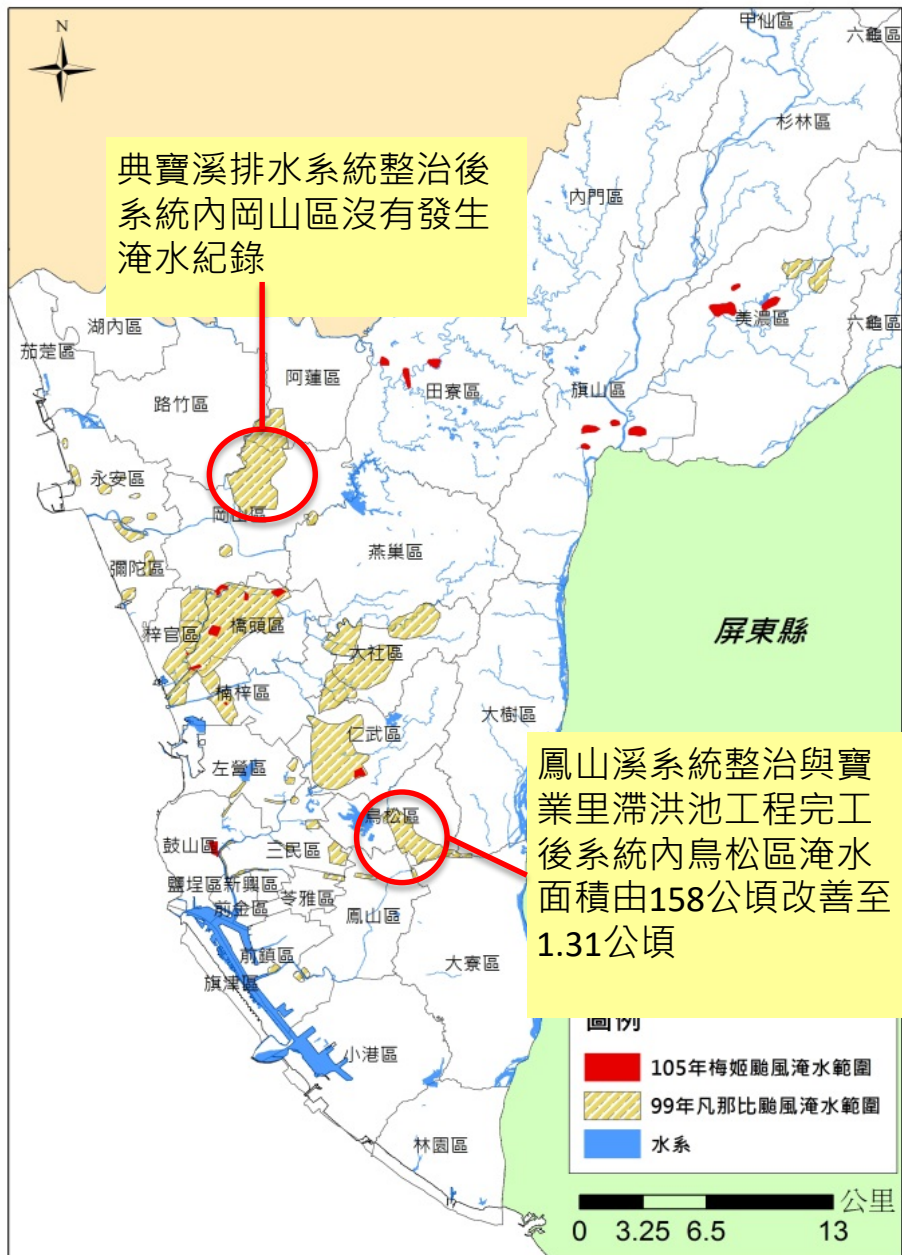 N
甲仙區
六龜區
杉林區
典寶溪排水系統整治後
系統內岡山區沒有發生
淹水紀錄
內門區
湖內區
茄萣區
美濃區
六龜區
阿蓮區
田寮區
旗山區
路竹區
永安區
岡山區
燕巢區
彌陀區
梓官區
橋頭區
大社區
屏東縣
楠梓區
大樹區
仁武區
左營區
鳳山溪系統整治與寶
業里滯洪池工程完工
後系統內鳥松區淹水
面積由158公頃改善至
1.31公頃
鳥松區
鼓山區
三民區
鹽埕區
新興區
苓雅區
前金區
鳳山區
前鎮區
旗津區
大寮區
小港區
林園區
圖例
105年梅姬颱風淹水範圍
99年凡那比颱風淹水範圍
水系
公里
0 3.25 6.5 13